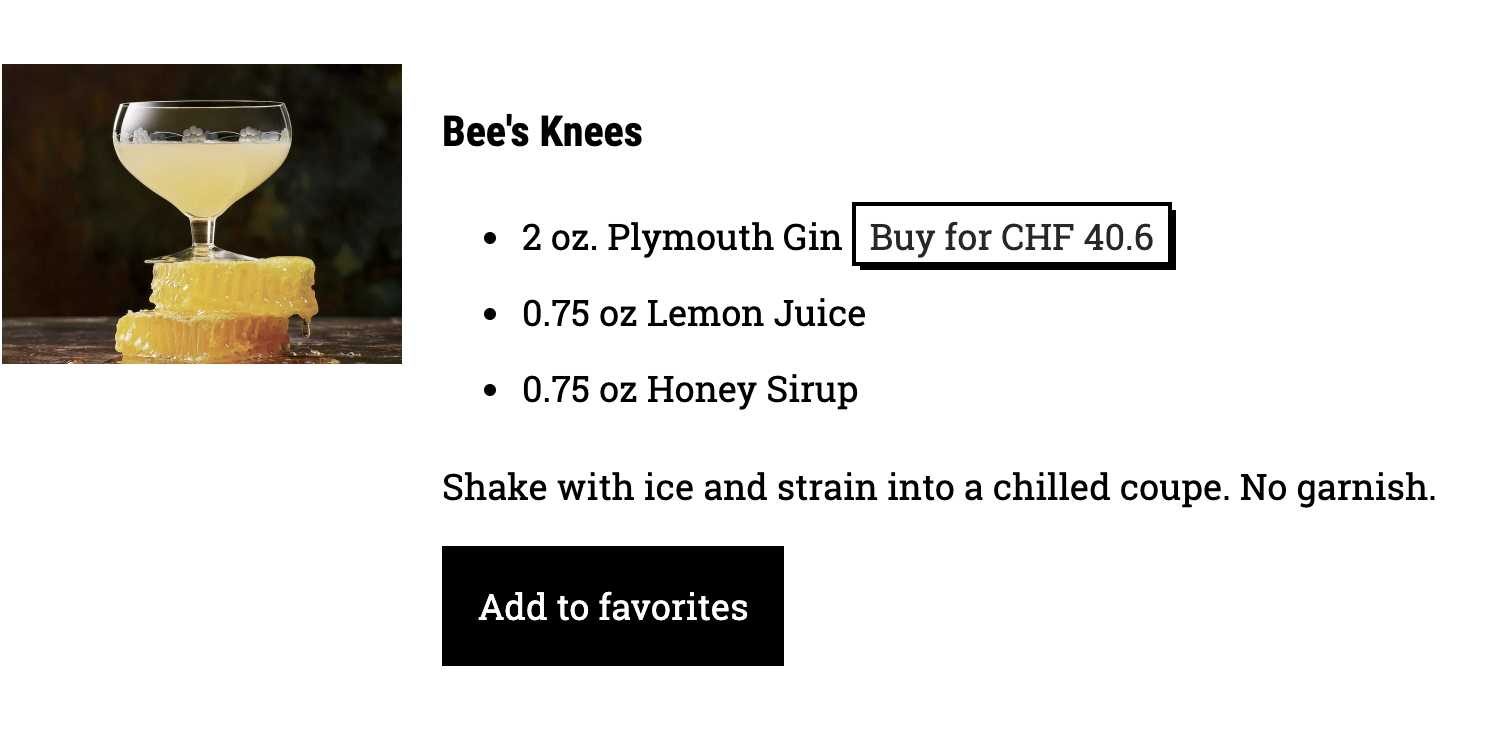 Bee's Knees
2 oz. Plymouth Gin Buy for CHF 40.6
0.75 oz Lemon Juice
0.75 oz Honey Sirup
Shake with ice and strain into a chilled coupe. No garnish.
Add to favorites